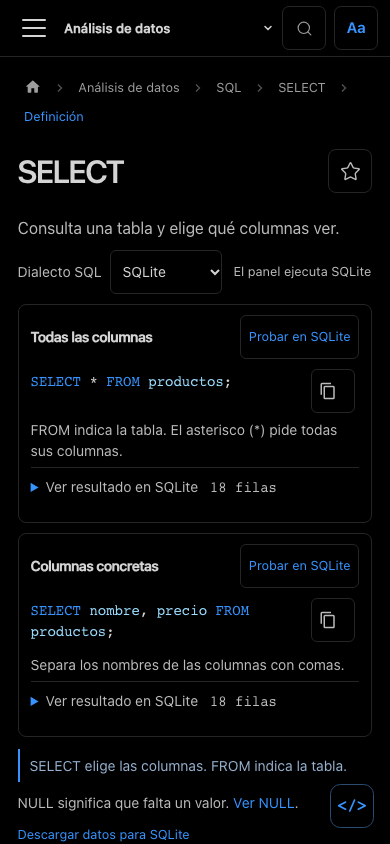 Análisis de datos
Aa
Análisis de datos > SQL > SELECT >
Definición
SELECT
Consulta una tabla y elige qué columnas ver.
Dialecto SQL SQLite El panel ejecuta SQLite
Todas las columnas Probar en SQLite
SELECT * FROM productos;
FROM indica la tabla. El asterisco (*) pide todas
sus columnas.
Ver resultado en SQLite 18 filas
Columnas concretas Probar en SQLite
SELECT nombre, precio FROM
productos;
Separa los nombres de las columnas con comas.
Ver resultado en SQLite 18 filas
SELECT elige las columnas. FROM indica la tabla.
NULL significa que falta un valor. Ver NULL.
</>
Descargar datos para SQLite